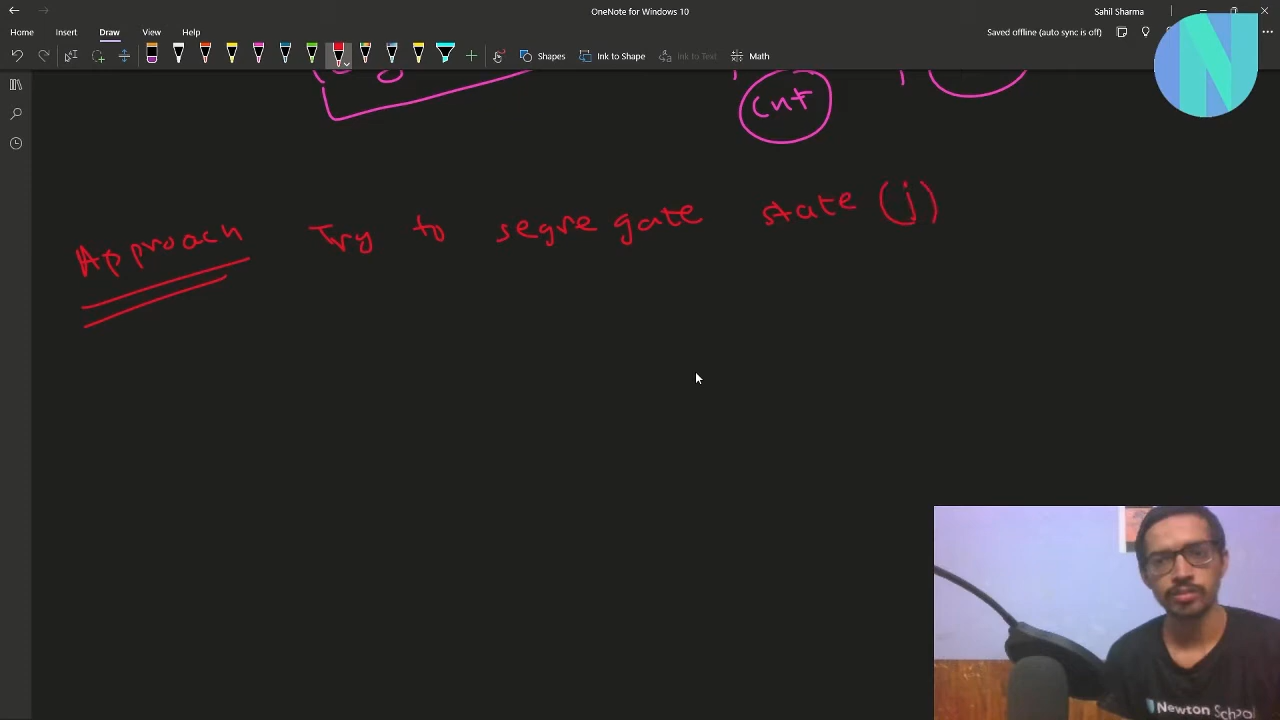 OneNote for Windows 10
Sahil Sharma
Home Insert Draw View Help
Saved offline (auto sync is off)
Shapes Ink to Shape Ink to Text Math
cnt
Approach Try to segregate state (j)
Newton School